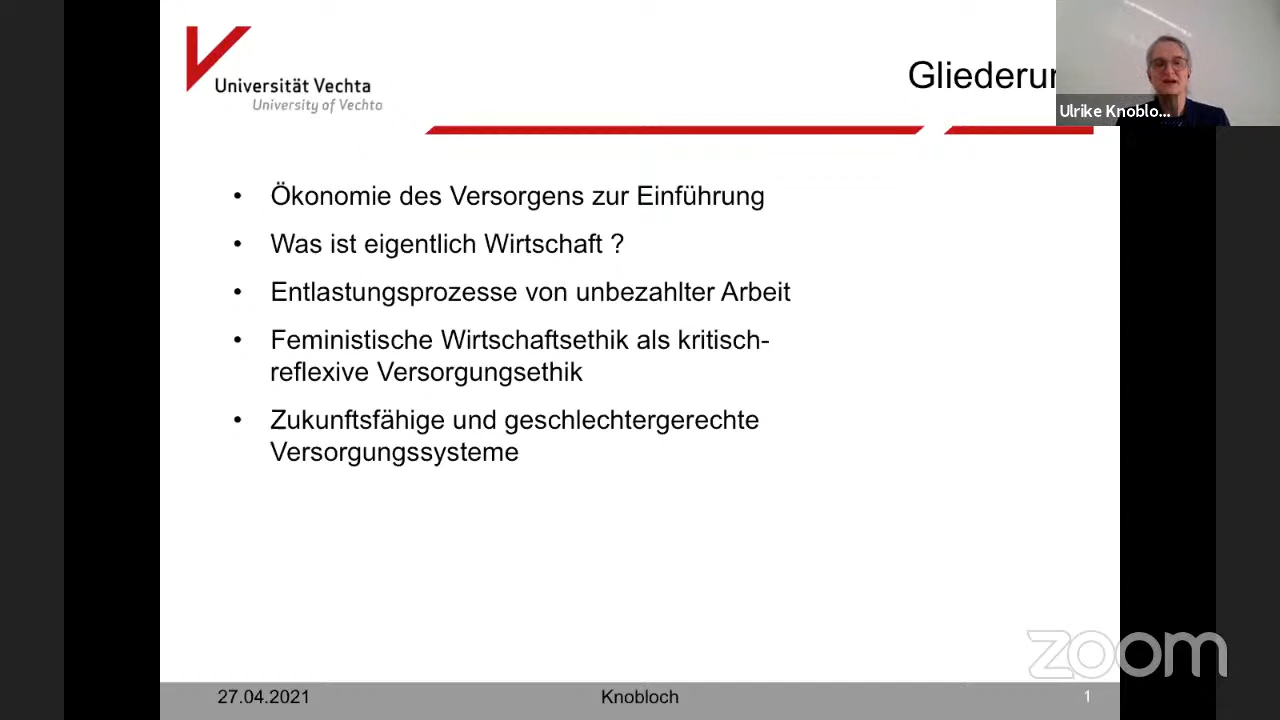 Universität Vechta
University of Vechta
Gliederun
Ulrike Knoblo...
• Ökonomie des Versorgens zur Einführung
• Was ist eigentlich Wirtschaft ?
• Entlastungsprozesse von unbezahlter Arbeit
• Feministische Wirtschaftsethik als kritisch-
reflexive Versorgungsethik
• Zukunftsfähige und geschlechtergerechte
Versorgungssysteme
zoom
27.04.2021
Knobloch
1